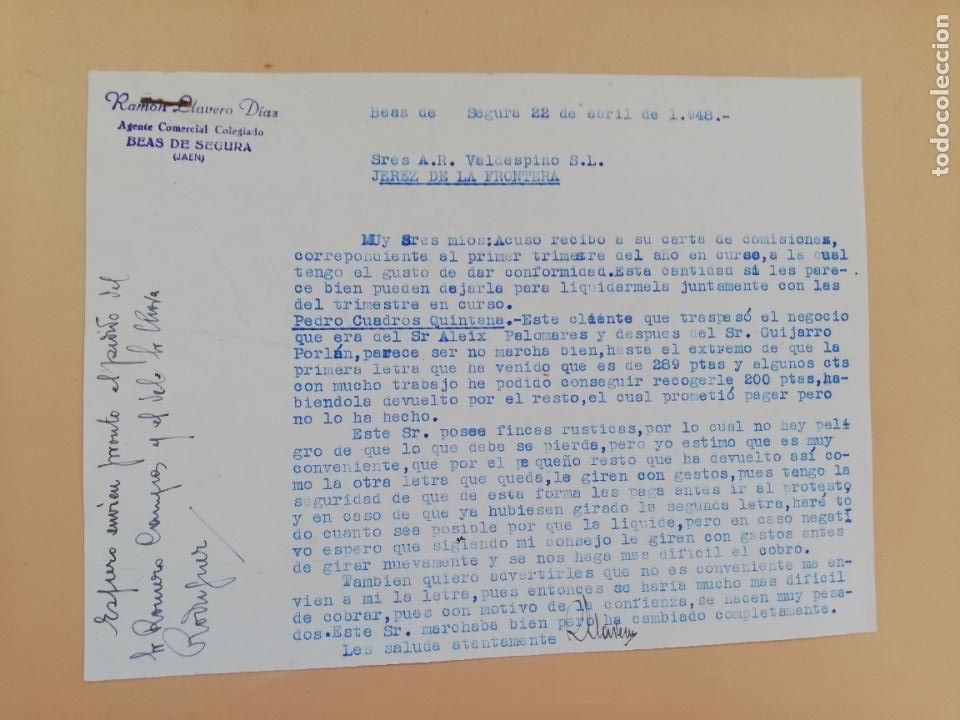 Ramón Llavero Días
Agente Comercial Colegiado
BEAS DE SEGURA
(JAEN)
Beas de Segura 22 de abril de 1.948.-
Sres A.R. Valdespino S.L.
JEREZ DE LA FRONTERA
MUy Sres mios:Acuso recibo a su carta de comisiones,
correpondiente al primer trimestre del año en curso,a la cual
tengo el gusto de dar conformidad.Esta cantidad si les pare-
ce bien pueden dejarla para liquidarmela juntamente con las
del trimestre en curso.
Pedro Cuadros Quintana.-Este cláente que traspasó el negocio
que era del Sr Aleix Palomares y despues del Sr. Guijarro
Porlán,parece ser no marcha bien,hasta el extremo de que la
primera letra que ha venido que es de 289 ptas y algunos cts
con mucho trabajo he podido conseguir recogerle 200 ptas,ha-
biendola devuelto por el resto,el cual prometió pagar pero
no lo ha hecho.
Este Sr. posee fincas rusticas,por lo cual no hay peli
gro de que lo que debe se pierda,pero yo estimo que es muy
conveniente,que por el pequeño resto que ha devuelto así co-
mo la otra letra que queda,le giren con gastos,pues tengo la
seguridad de que de esta forma las paga antes ir al protesto
y en caso de que ya hubiesen girado la segunda letra,haré to
do cuanto sea posible por que la liquide,pero en caso negati
vo espero que sigiendo mi consejo le giren con gastos antes
de girar nuevamente y se nos haga mas dificil el cobro.
Tambien quiero advertirles que no es conveniente me en-
vien a mi la letra,pues entonces se haría mucho mas dificil
de cobrar,pues con motivo de la confianza,se hacen muy pesa-
dos.Este Sr. marchaba bien pero ha cambiado completamente.
Les saluda atentamente
Llavero
Espero envien pronto el pedido del
Sr Romero Campos y el de la
Rodriguez
todocoleccion